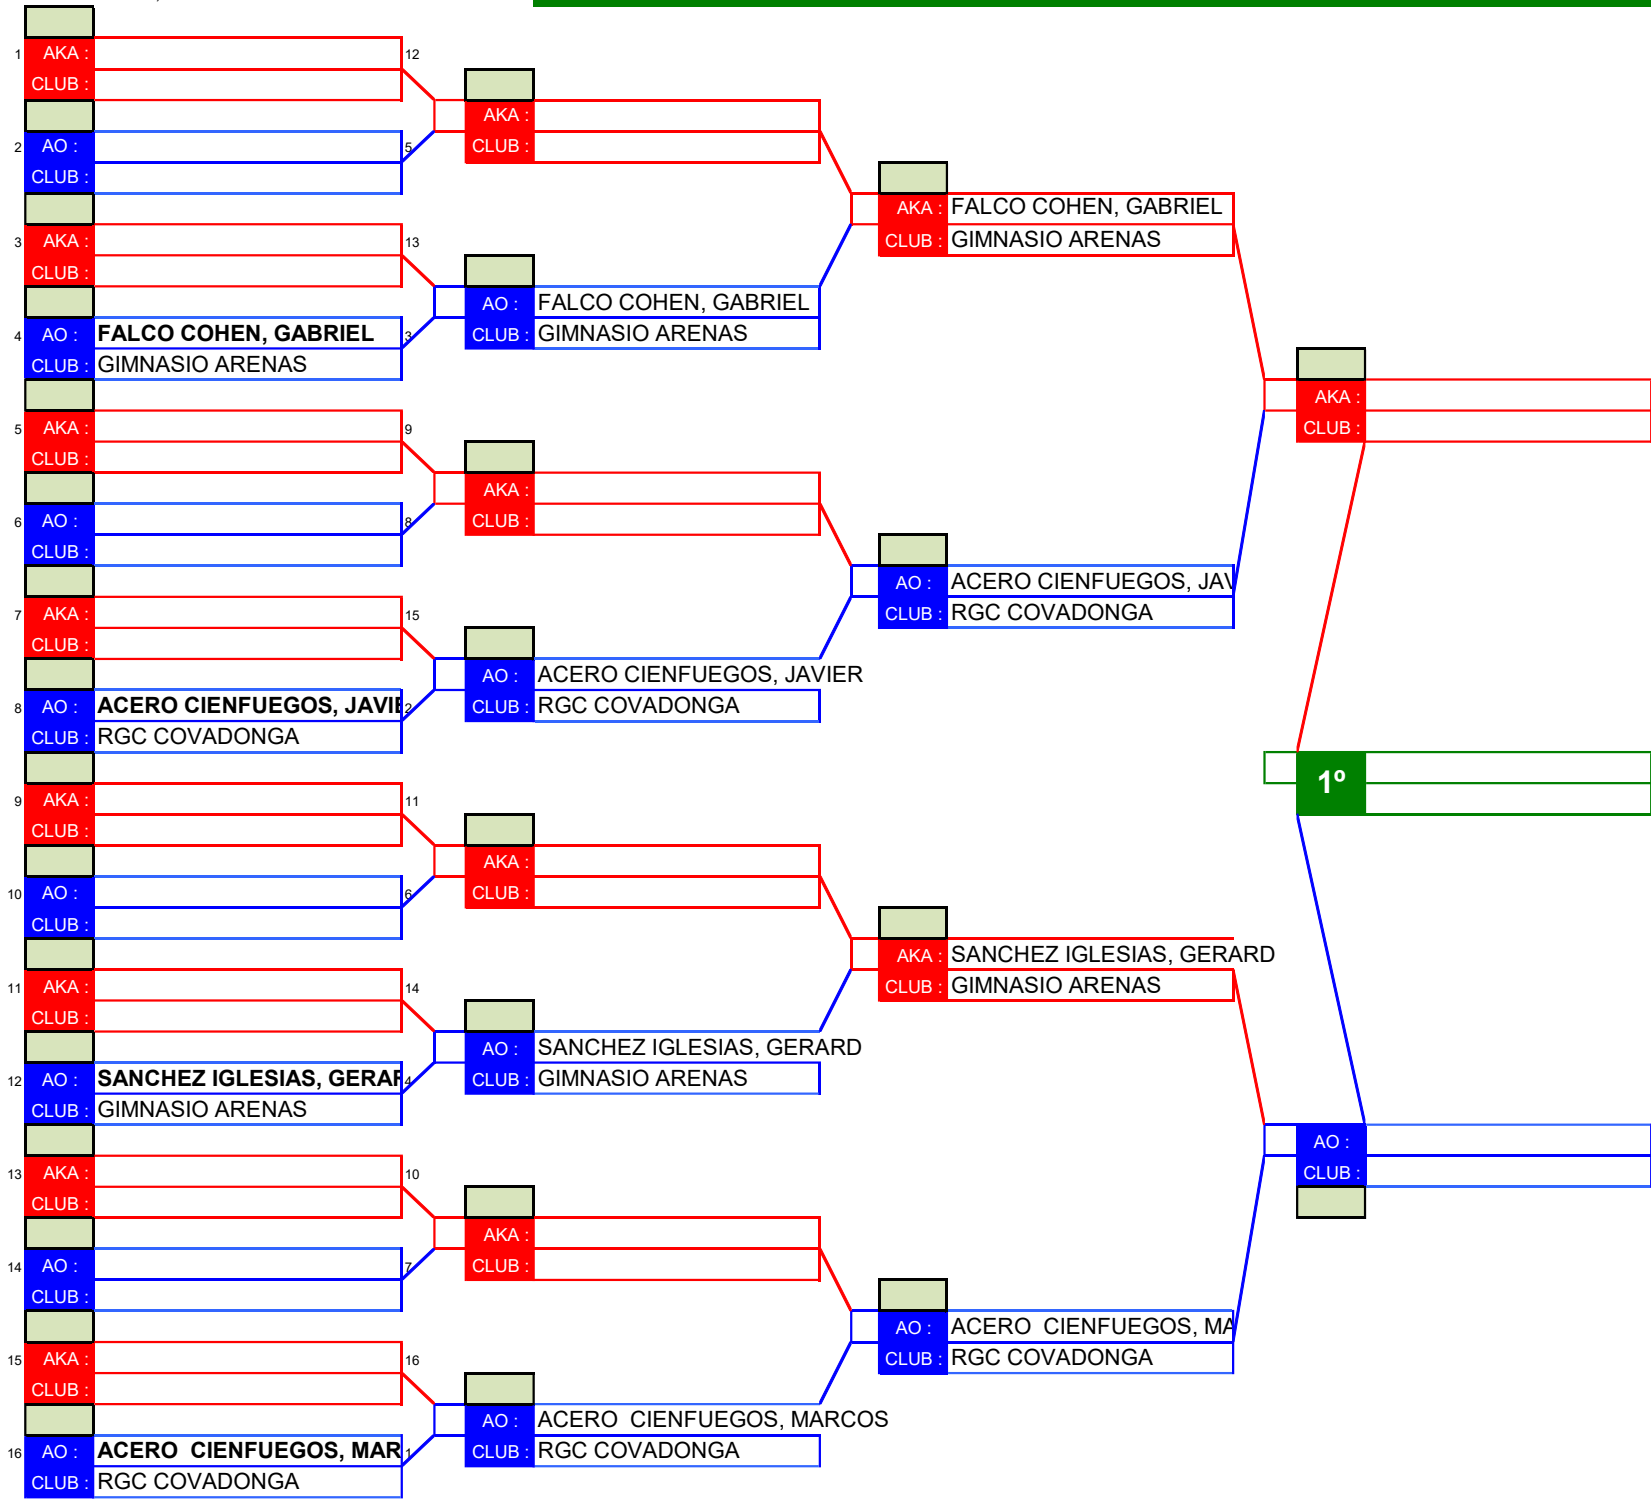 1 AKA : 12
CLUB :
2 AO : 5
CLUB :
3 AKA : 13
CLUB :
4 AO : FALCO COHEN, GABRIEL 3
CLUB : GIMNASIO ARENAS
5 AKA : 9
CLUB :
6 AO : 8
CLUB :
7 AKA : 15
CLUB :
8 AO : ACERO CIENFUEGOS, JAVIE 2
CLUB : RGC COVADONGA
9 AKA : 11
CLUB :
10 AO : 6
CLUB :
11 AKA : 14
CLUB :
12 AO : SANCHEZ IGLESIAS, GERAR 4
CLUB : GIMNASIO ARENAS
13 AKA : 10
CLUB :
14 AO : 7
CLUB :
15 AKA : 16
CLUB :
16 AO : ACERO  CIENFUEGOS, MAR 1
CLUB : RGC COVADONGA
AKA :
CLUB :
AO : FALCO COHEN, GABRIEL
CLUB : GIMNASIO ARENAS
AKA :
CLUB :
AO : ACERO CIENFUEGOS, JAVIER
CLUB : RGC COVADONGA
AKA :
CLUB :
AO : SANCHEZ IGLESIAS, GERARD
CLUB : GIMNASIO ARENAS
AKA :
CLUB :
AO : ACERO  CIENFUEGOS, MARCOS
CLUB : RGC COVADONGA
AKA : FALCO COHEN, GABRIEL
CLUB : GIMNASIO ARENAS
AO : ACERO CIENFUEGOS, JAV
CLUB : RGC COVADONGA
AKA : SANCHEZ IGLESIAS, GERARD
CLUB : GIMNASIO ARENAS
AO : ACERO  CIENFUEGOS, MA
CLUB : RGC COVADONGA
AKA :
CLUB :
1º
AO :
CLUB :